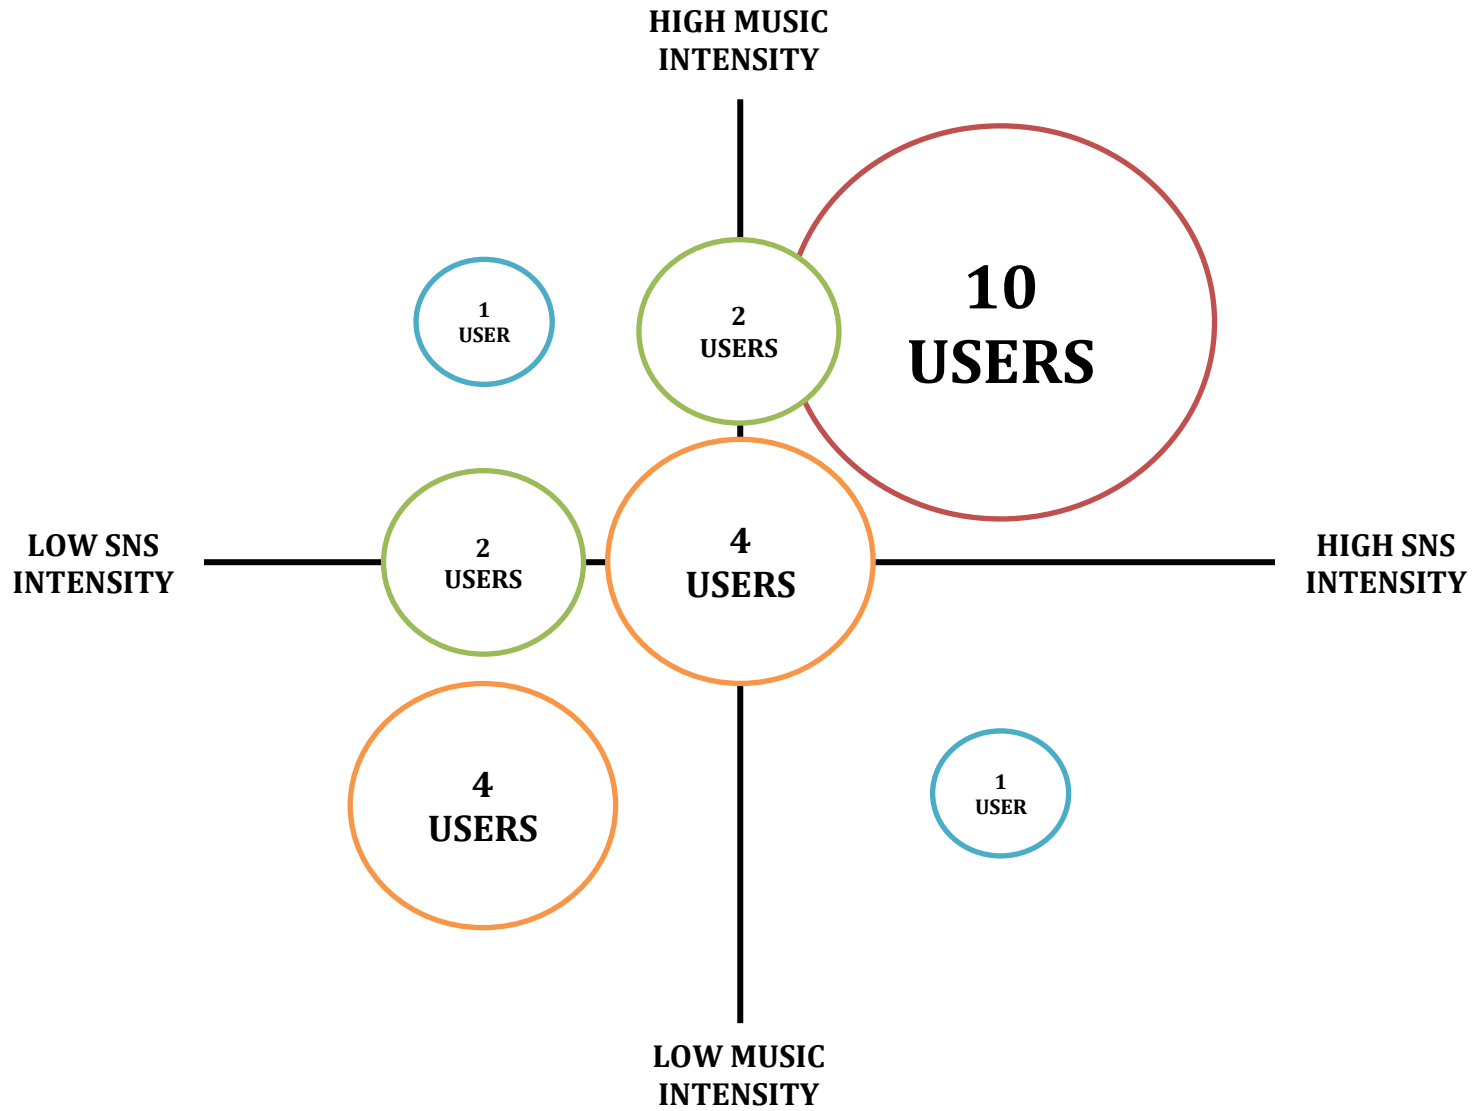 HIGH MUSIC
INTENSITY
10
USERS
1
USER
2
USERS
LOW SNS
INTENSITY
2
USERS
4
USERS
HIGH SNS
INTENSITY
4
USERS
1
USER
LOW MUSIC
INTENSITY